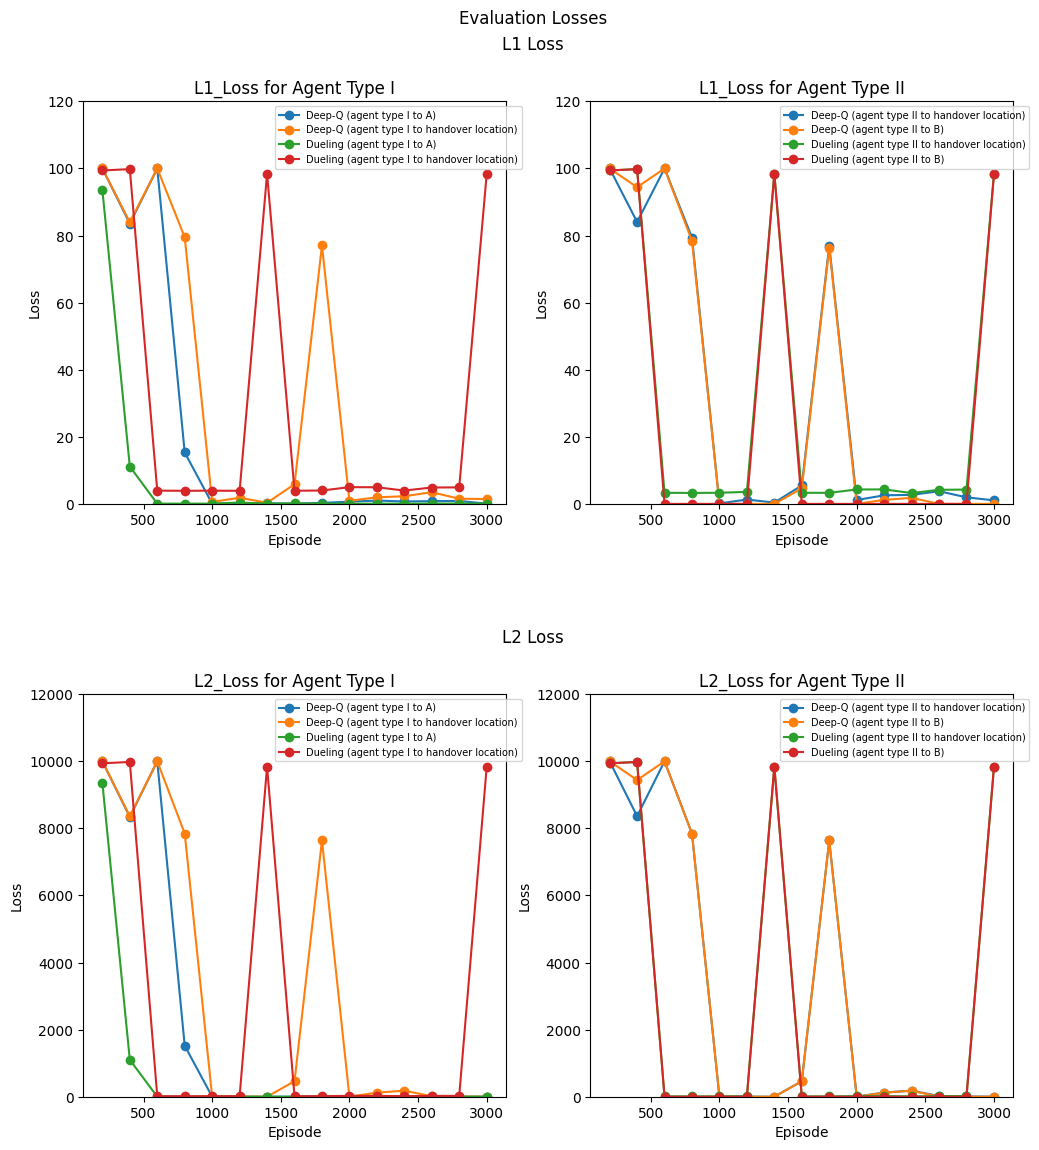 Evaluation Losses
L1 Loss
L1_Loss for Agent Type I
120
100
80
60
40
20
0
Loss
500 1000 1500 2000 2500 3000
Episode
Deep-Q (agent type I to A)
Deep-Q (agent type I to handover location)
Dueling (agent type I to A)
Dueling (agent type I to handover location)
L1_Loss for Agent Type II
120
100
80
60
40
20
0
Loss
500 1000 1500 2000 2500 3000
Episode
Deep-Q (agent type II to handover location)
Deep-Q (agent type II to B)
Dueling (agent type II to handover location)
Dueling (agent type II to B)
L2 Loss
L2_Loss for Agent Type I
12000
10000
8000
6000
4000
2000
0
Loss
500 1000 1500 2000 2500 3000
Episode
Deep-Q (agent type I to A)
Deep-Q (agent type I to handover location)
Dueling (agent type I to A)
Dueling (agent type I to handover location)
L2_Loss for Agent Type II
12000
10000
8000
6000
4000
2000
0
Loss
500 1000 1500 2000 2500 3000
Episode
Deep-Q (agent type II to handover location)
Deep-Q (agent type II to B)
Dueling (agent type II to handover location)
Dueling (agent type II to B)